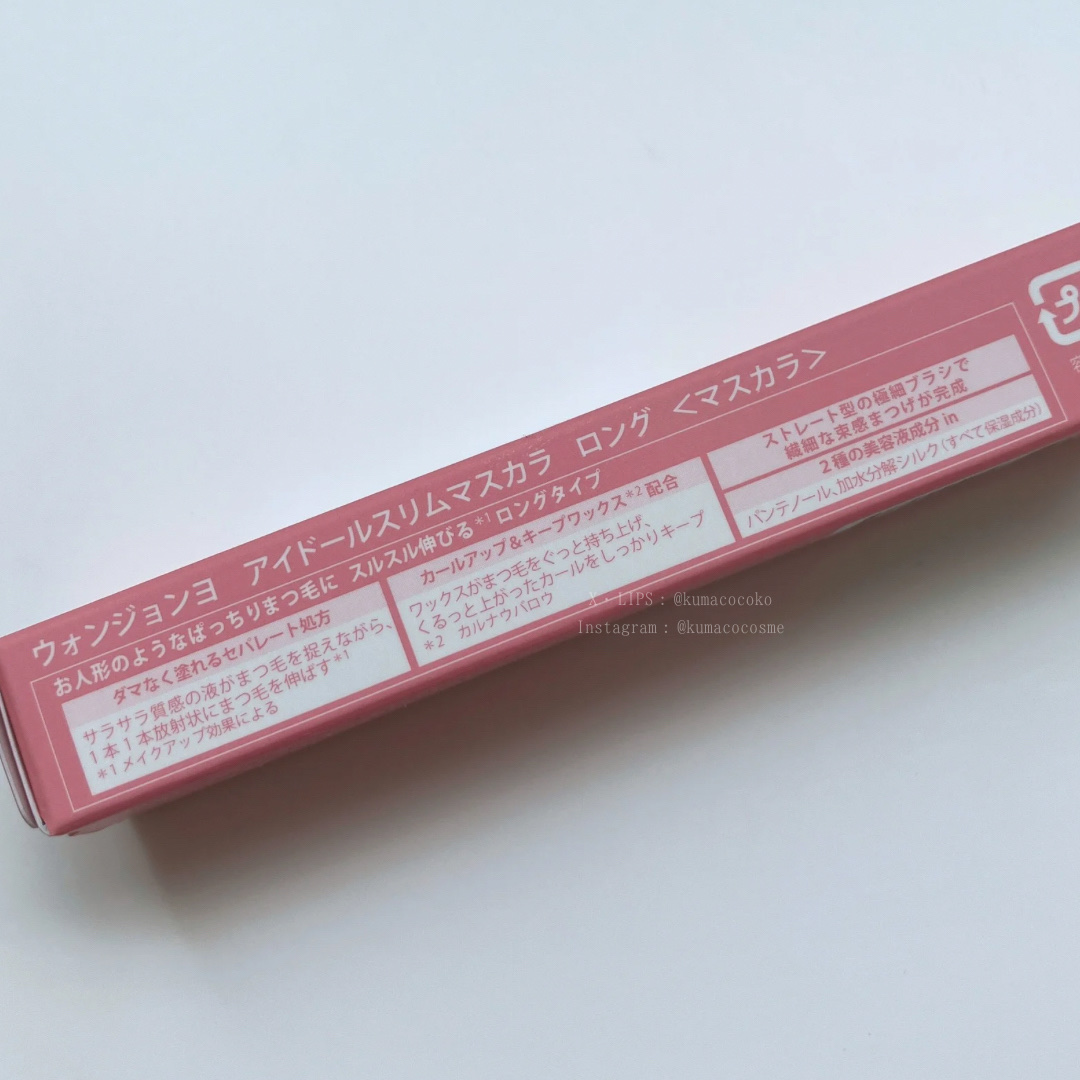 ウォンジョンヨ アイドールスリムマスカラ ロング <マスカラ>
お人形のようなぱっちりまつ毛に スルスル伸びる*1ロングタイプ
ダマなく塗れるセパレート処方
サラサラ質感の液がまつ毛を捉えながら、
1本1本放射状にまつ毛を伸ばす*1
*1メイクアップ効果による
カールアップ&キープワックス*2配合
ワックスがまつ毛をぐっと持ち上げ、
くるっと上がったカールをしっかりキープ
*2 カルナウバロウ
ストレート型の極細ブラシで
繊細な束感まつげが完成
2種の美容液成分in
パンテノール、加水分解シルク(すべて保湿成分)
プ
容
X・LIPS : @kumacocoko
Instagram : @kumacocosme